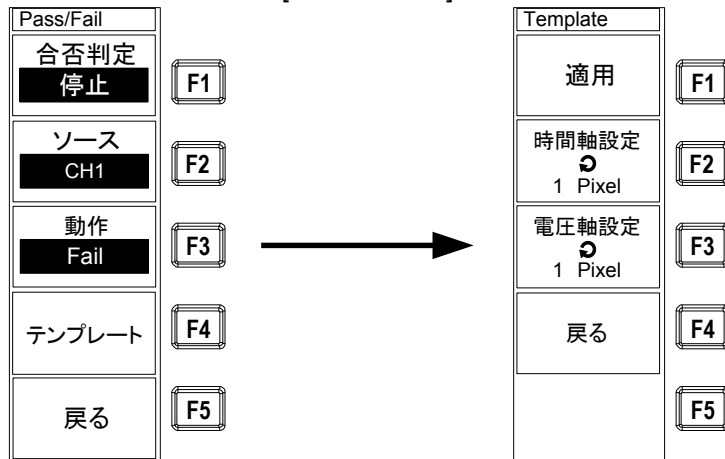 Pass/Fail
合否判定
停止
F1
ソース
CH1
F2
動作
Fail
F3
テンプレート
F4
戻る
F5
Template
適用
F1
時間軸設定
1 Pixel
F2
電圧軸設定
1 Pixel
F3
戻る
F4
F5